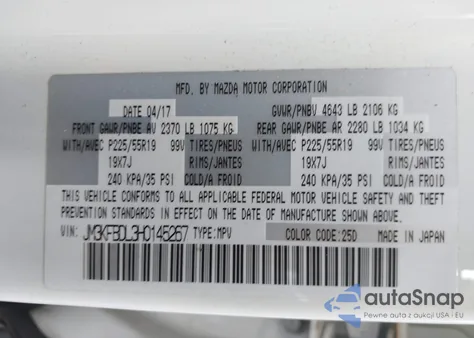 MFD. BY MAZDA MOTOR CORPORATION
DATE 04/17 GVWR/PNBV 4643 LB 2106 KG
FRONT GAWR/PNBE AV 2370 LB 1075 KG REAR GAWR/PNBE AR 2280 LB 1034 KG
WITH/AVEC P225/55R19 99V TIRES/PNEUS WITH/AVEC P225/55R19 99V TIRES/PNEUS
19X7J RIMS/JANTES 19X7J RIMS/JANTES
240 KPA/35 PSI COLD/A FROID 240 KPA/35 PSI COLD/A FROID
THIS VEHICLE CONFORMS TO ALL APPLICABLE FEDERAL MOTOR VEHICLE SAFETY AND
THEFT PREVENTION STANDARDS IN EFFECT ON THE DATE OF MANUFACTURE SHOWN ABOVE.
VIN: JM3KFBDL3H0145267 TYPE:MPV COLOR CODE:25D MADE IN JAPAN
autoSnap
Pewne auta z aukcji USA i EU